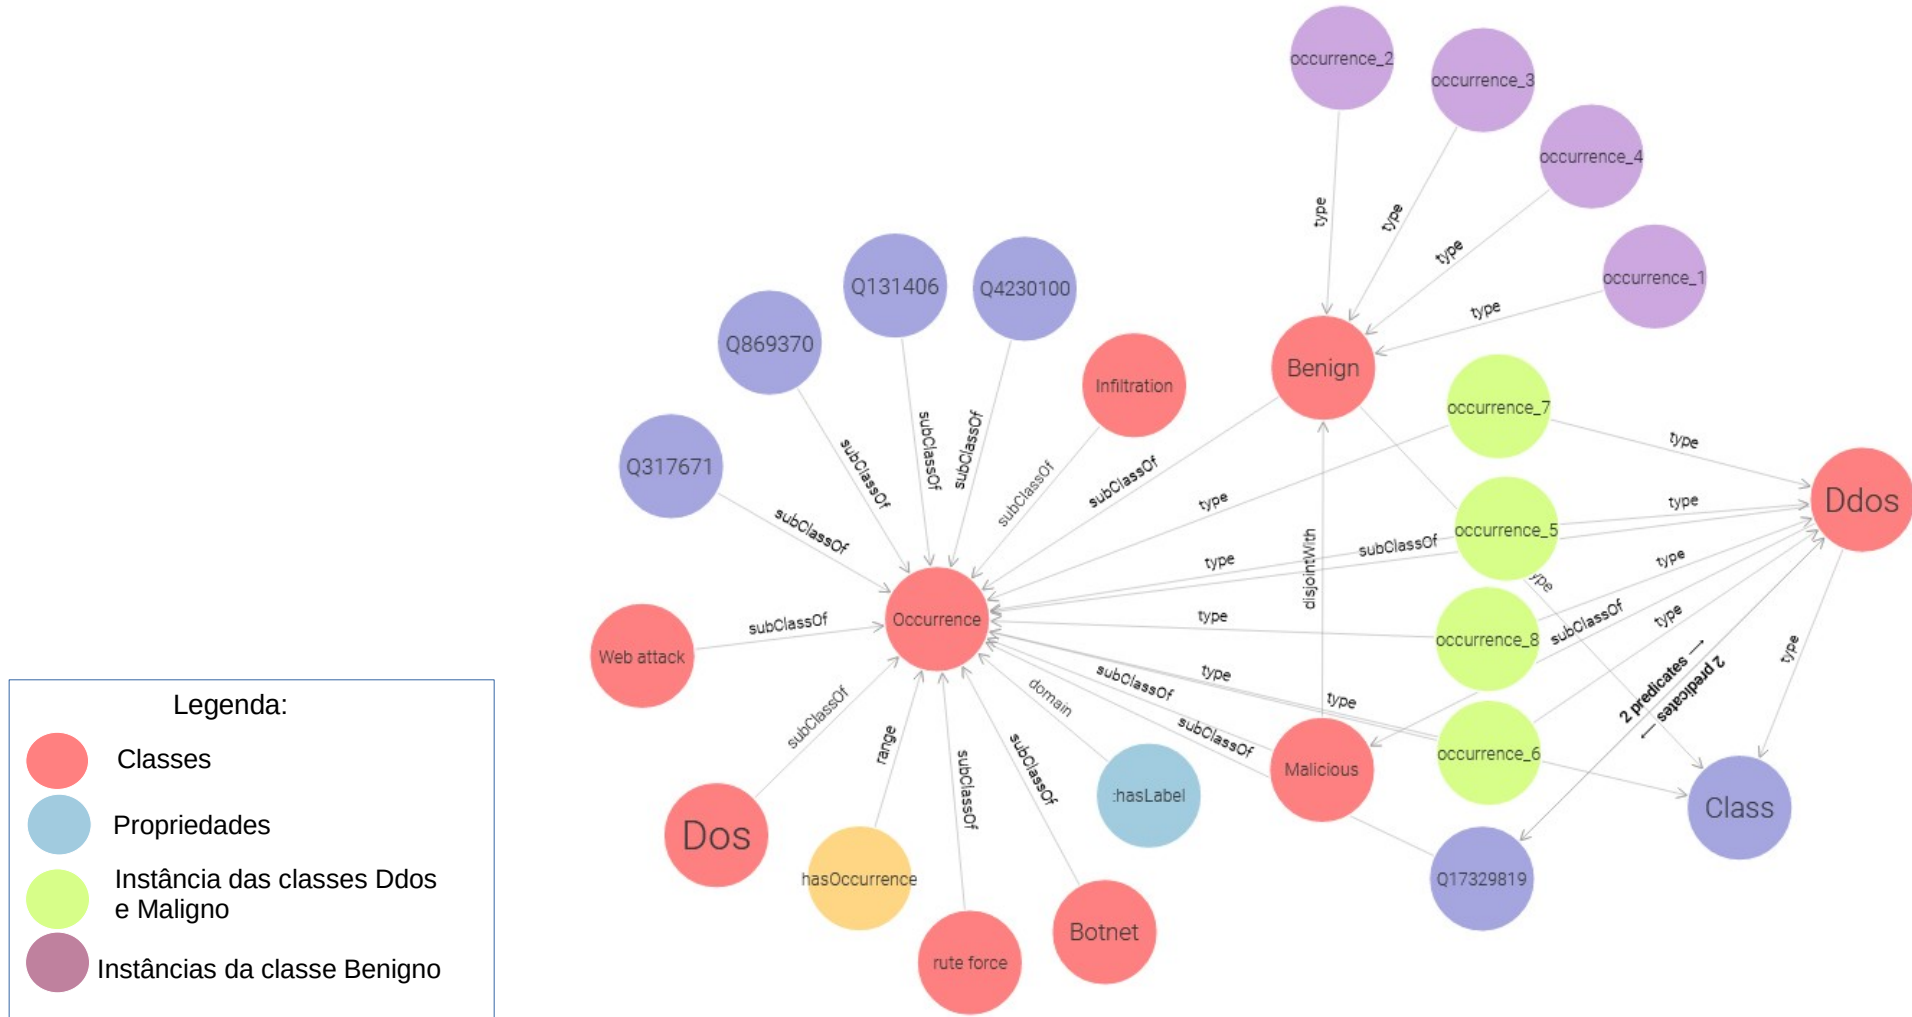 occurrence_2
occurrence_3
occurrence_4
occurrence_1
type
type
type
type
Q131406
Q4230100
Q869370
Q317671
Infiltration
Benign
occurrence_7
occurrence_5
occurrence_8
occurrence_6
Ddos
subClassOf
subClassOf
subClassOf
subClassOf
subClassOf
subClassOf
type
type
type
subClassOf
type
disjointWith
ype
type
type
subClassOf
type
type
2 predicates →
2 predicates →
Occurrence
Web attack
subClassOf
subClassOf
range
subClassOf
subClassOf
domain
subClassOf
subClassOf
type
type
Dos
hasOccurrence
rute force
Botnet
:hasLabel
Malicious
Q17329819
Class
Legenda:
Classes
Propriedades
Instância das classes Ddos
e Maligno
Instâncias da classe Benigno